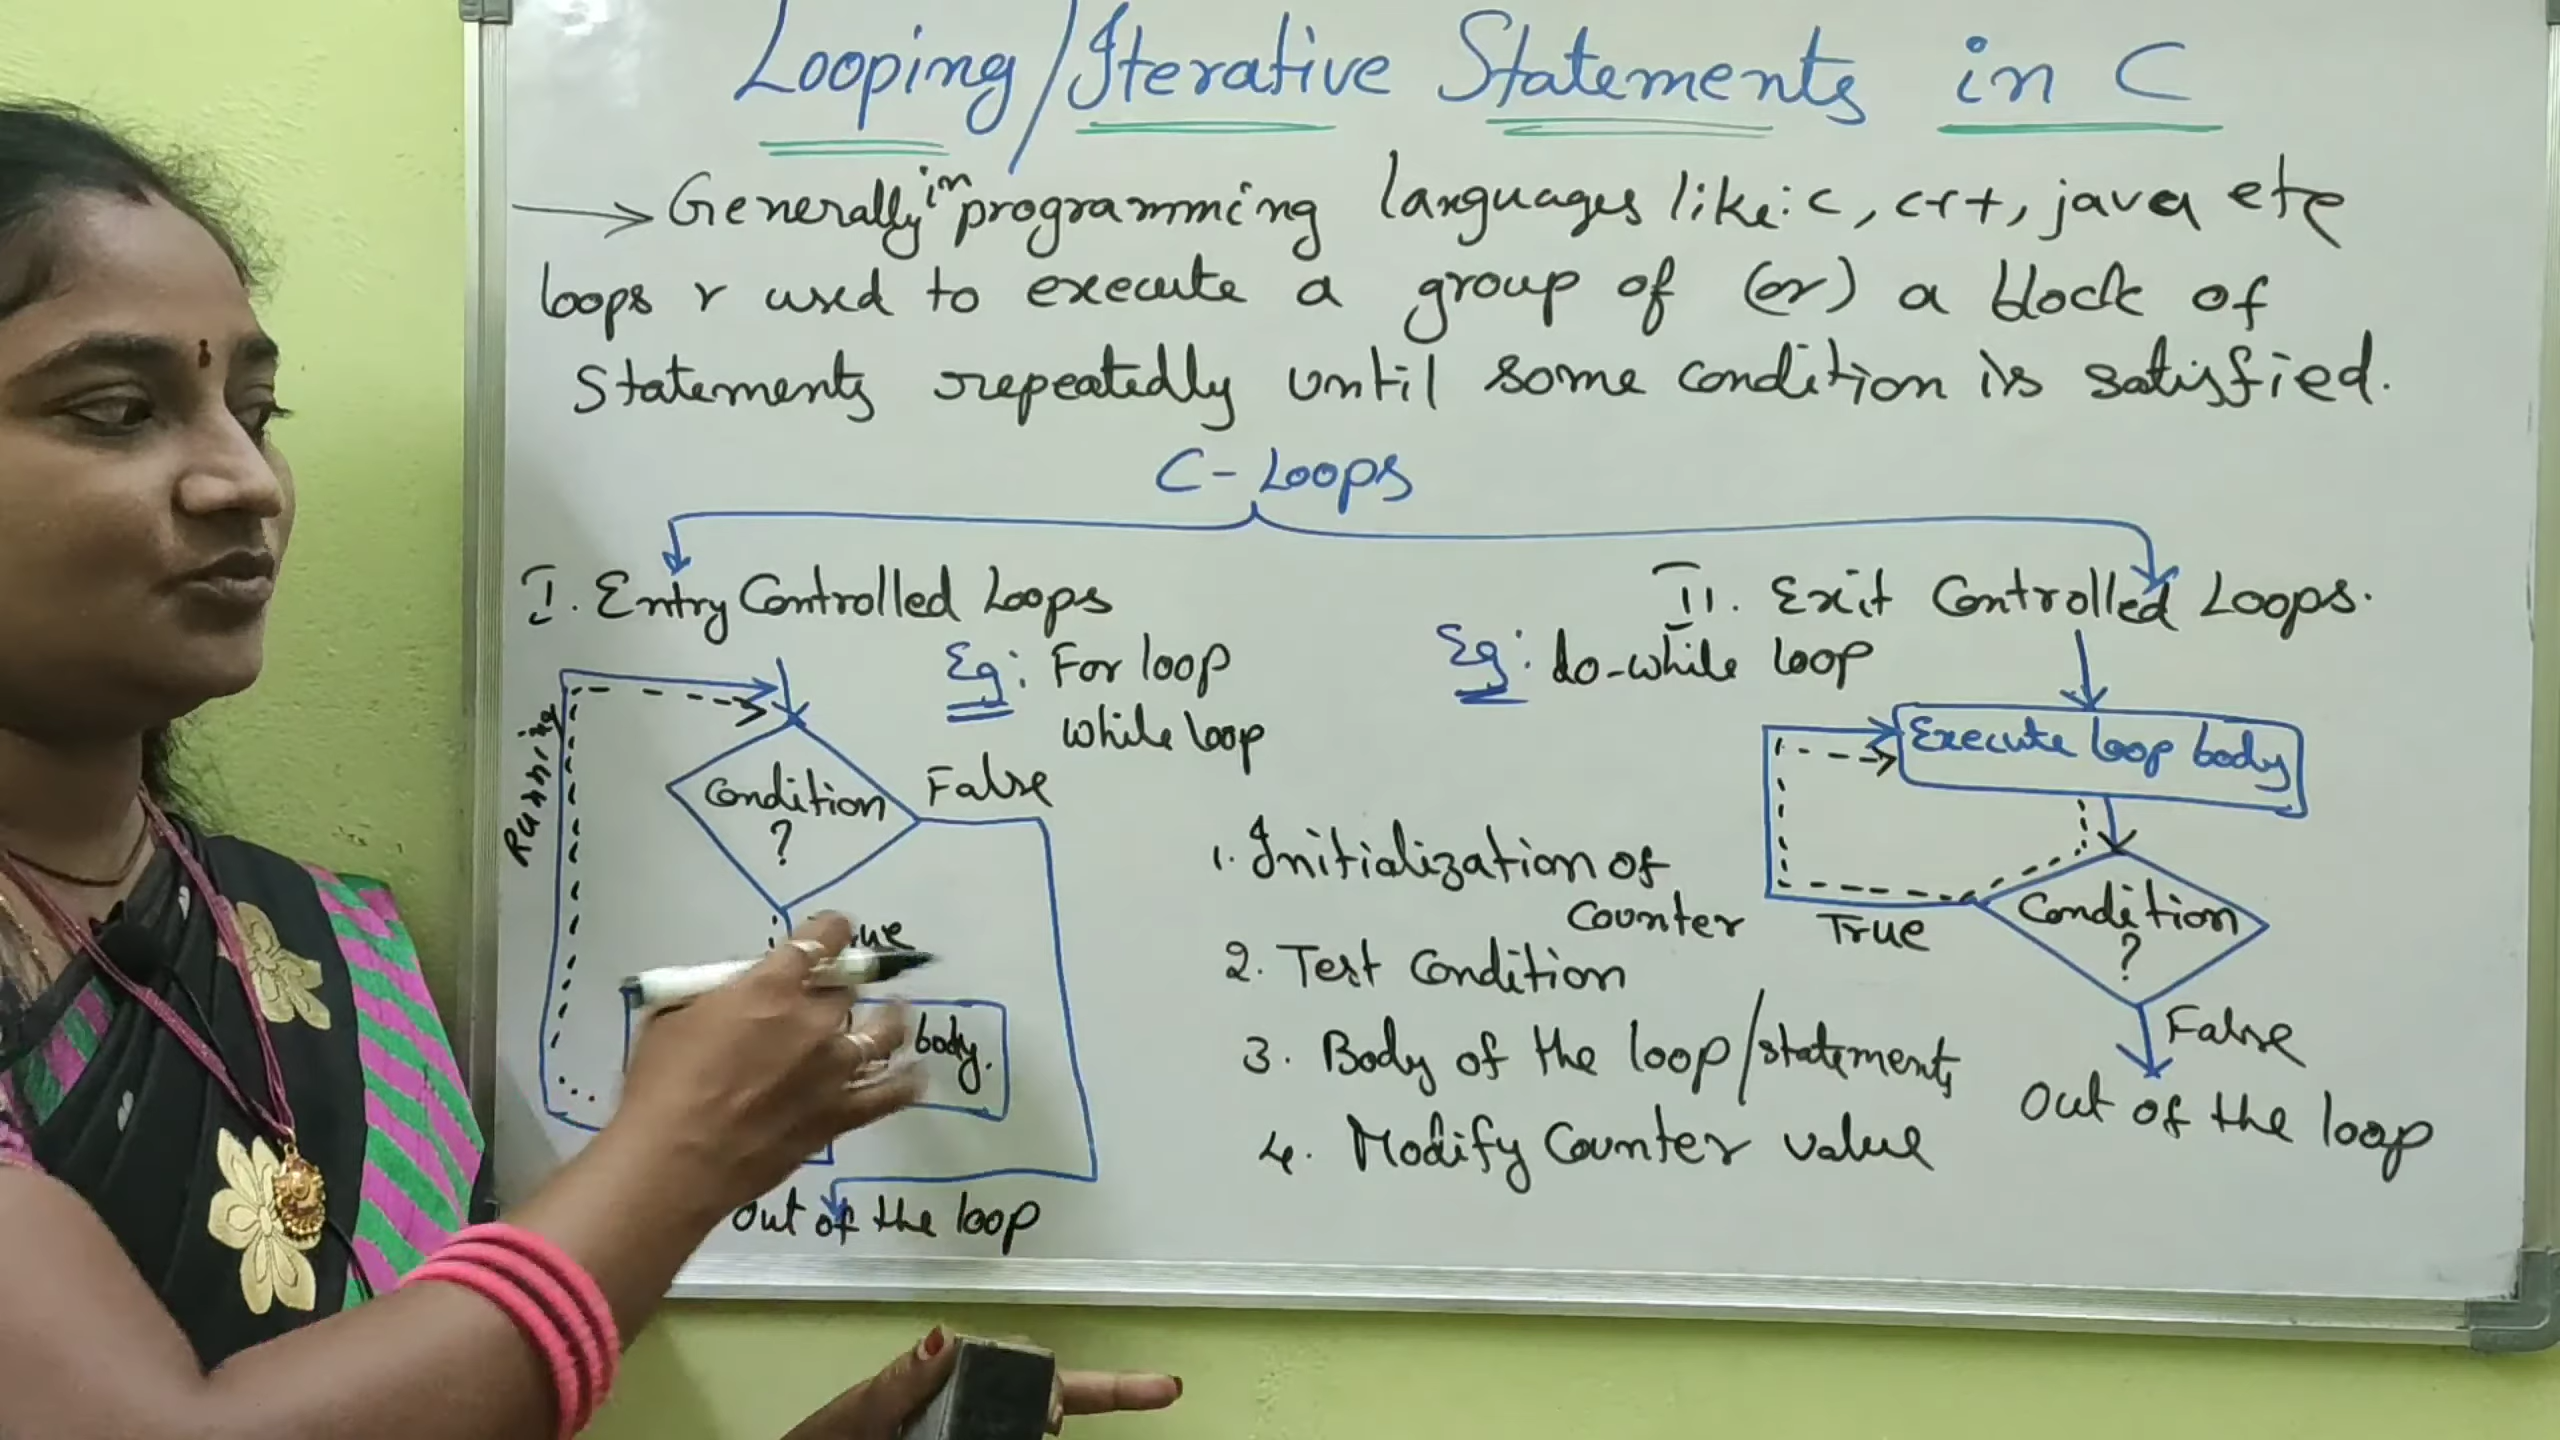 Looping/Iterative Statements in C
→ Generally in programming languages like: C, C++, java etc
loops r used to execute a group of (or) a block of
Statements repeatedly until some condition is satisfied.
C-Loops
I. Entry Controlled Loops
Eg: For loop
while loop
Running
Condition
?
False
body.
out of the loop
1. Initialization of
Counter
2. Test Condition
3. Body of the loop/statements
4. Modify Counter value
II. Exit Controlled Loops.
Eg: do-while loop
Execute loop body
Condition
?
True
False
Out of the loop